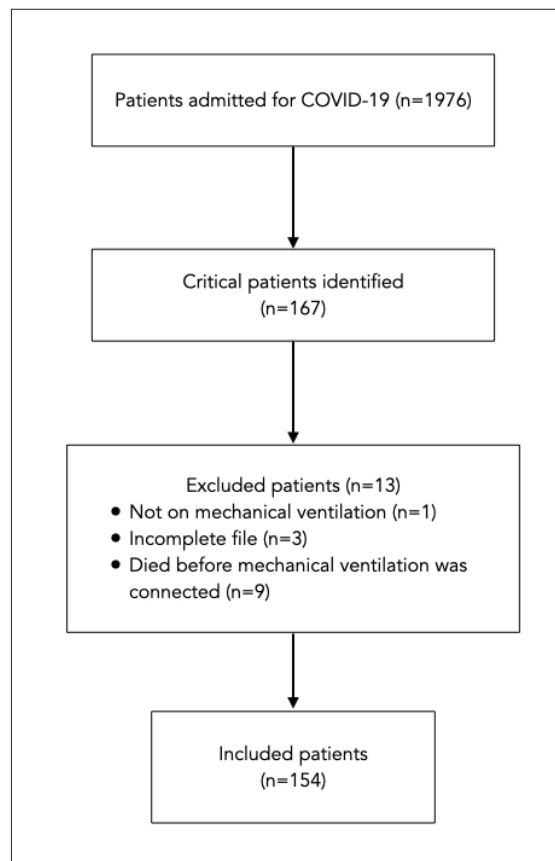 Patients admitted for COVID-19 (n=1976)
Critical patients identified
(n=167)
Excluded patients (n=13)
• Not on mechanical ventilation (n=1)
• Incomplete file (n=3)
• Died before mechanical ventilation was
connected (n=9)
Included patients
(n=154)